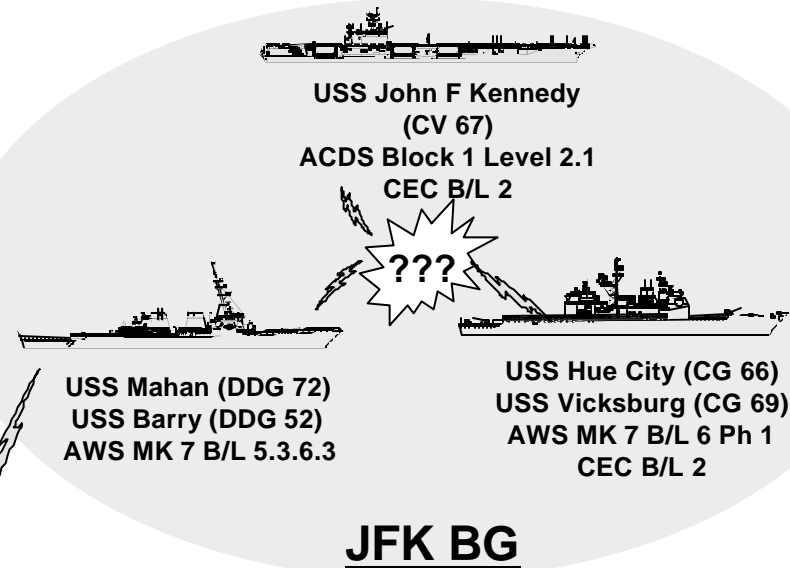 USS John F Kennedy
(CV 67)
ACDS Block 1 Level 2.1
CEC B/L 2
???
USS Mahan (DDG 72)
USS Barry (DDG 52)
AWS MK 7 B/L 5.3.6.3
USS Hue City (CG 66)
USS Vicksburg (CG 69)
AWS MK 7 B/L 6 Ph 1
CEC B/L 2
JFK BG